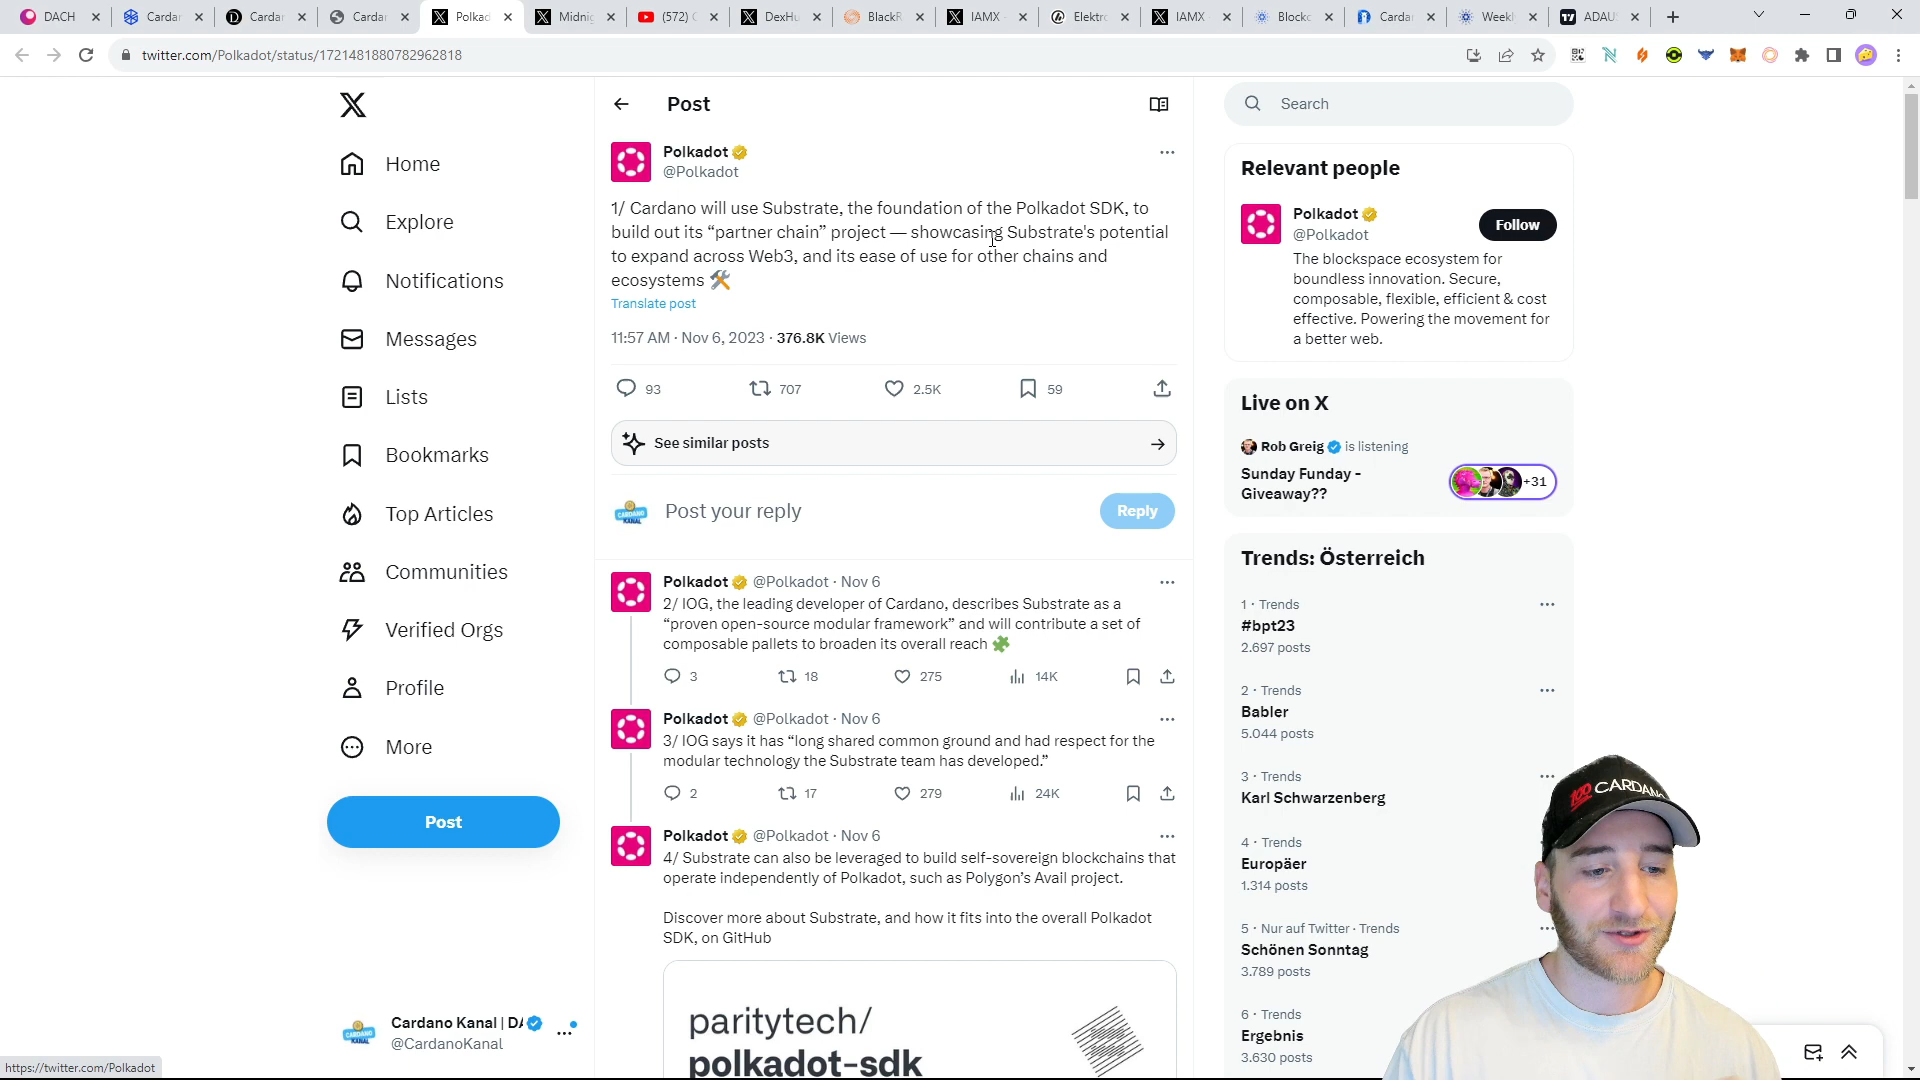 DACH
Cardar
Cardar
Cardar
Polkad
Midnig
(572) C
DexHu
BlackR
IAMX -
Elektro
IAMX -
Blockc
Cardar
Weekl
ADAU
twitter.com/Polkadot/status/1721481880782962818
Home
Explore
Notifications
Messages
Lists
Bookmarks
Top Articles
Communities
Verified Orgs
Profile
More
Post
Cardano Kanal | DA
@CardanoKanal
https://twitter.com/Polkadot
Post
Polkadot
@Polkadot
1/ Cardano will use Substrate, the foundation of the Polkadot SDK, to
build out its “partner chain” project — showcasing Substrate's potential
to expand across Web3, and its ease of use for other chains and
ecosystems 🛠️
Translate post
11:57 AM · Nov 6, 2023 · 376.8K Views
93 707 2.5K 59
See similar posts
Post your reply
Reply
Polkadot @Polkadot · Nov 6
2/ IOG, the leading developer of Cardano, describes Substrate as a
“proven open-source modular framework” and will contribute a set of
composable pallets to broaden its overall reach 🧩
3 18 275 14K
Polkadot @Polkadot · Nov 6
3/ IOG says it has “long shared common ground and had respect for the
modular technology the Substrate team has developed.”
2 17 279 24K
Polkadot @Polkadot · Nov 6
4/ Substrate can also be leveraged to build self-sovereign blockchains that
operate independently of Polkadot, such as Polygon’s Avail project.
Discover more about Substrate, and how it fits into the overall Polkadot
SDK, on GitHub
paritytech/
polkadot-sdk
Search
Relevant people
Polkadot
@Polkadot
Follow
The blockspace ecosystem for
boundless innovation. Secure,
composable, flexible, efficient & cost
effective. Powering the movement for
a better web.
Live on X
Rob Greig is listening
Sunday Funday -
Giveaway??
+31
Trends: Österreich
1 · Trends
#bpt23
2.697 posts
2 · Trends
Babler
5.044 posts
3 · Trends
Karl Schwarzenberg
4 · Trends
Europäer
1.314 posts
5 · Nur auf Twitter · Trends
Schönen Sonntag
3.789 posts
6 · Trends
Ergebnis
3.630 posts
100 CARDANO